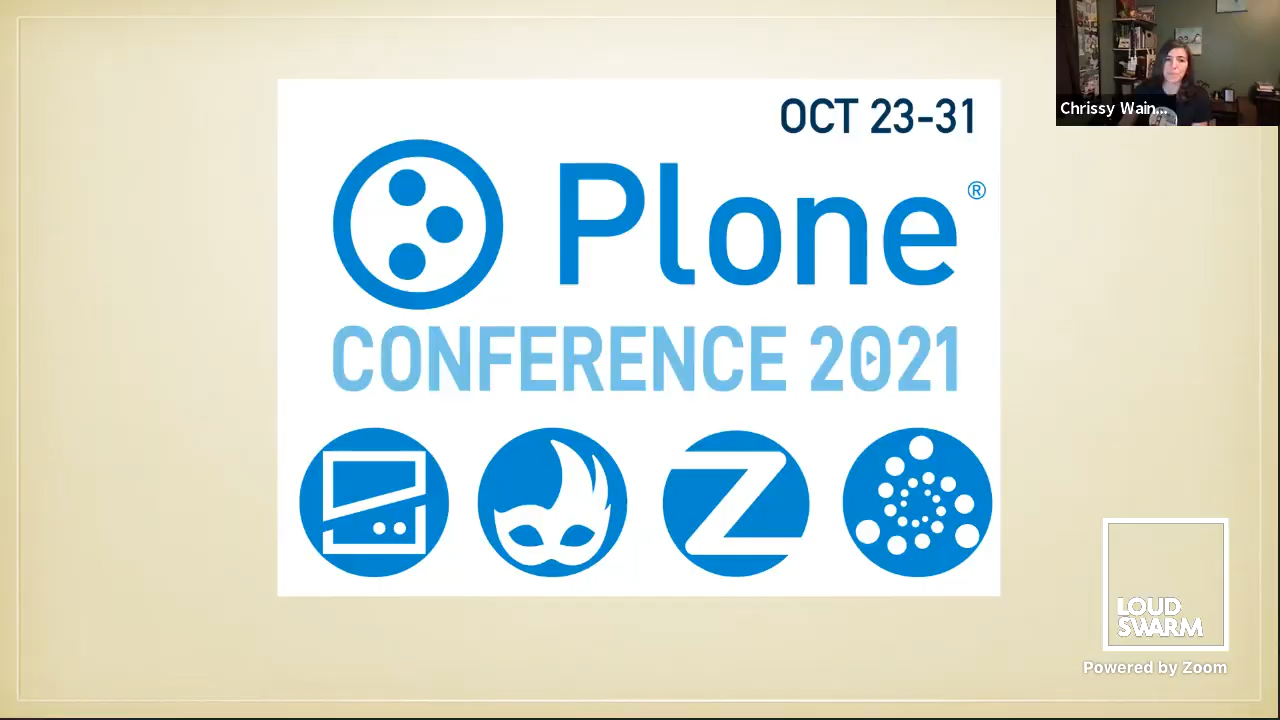 OCT 23-31
Plone®
CONFERENCE 2021
Chrissy Wain...
LOUD
SWARM
Powered by Zoom